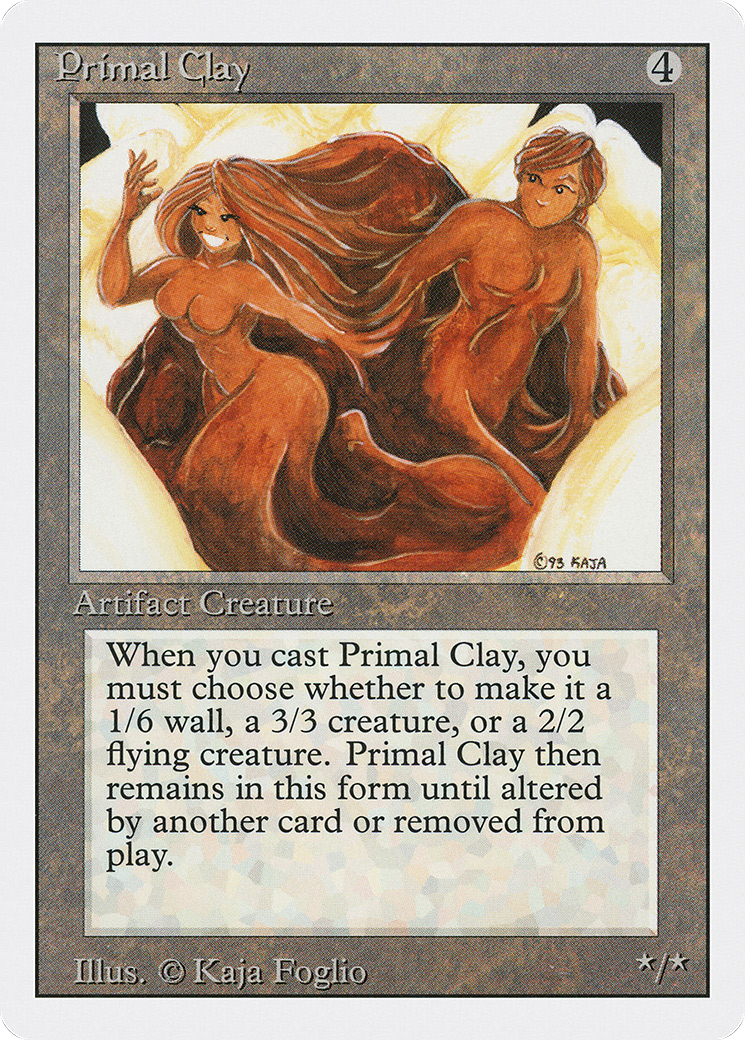 Primal Clay
4
©93 KAJA
Artifact Creature
When you cast Primal Clay, you
must choose whether to make it a
1/6 wall, a 3/3 creature, or a 2/2
flying creature. Primal Clay then
remains in this form until altered
by another card or removed from
play.
Illus. © Kaja Foglio
★/★